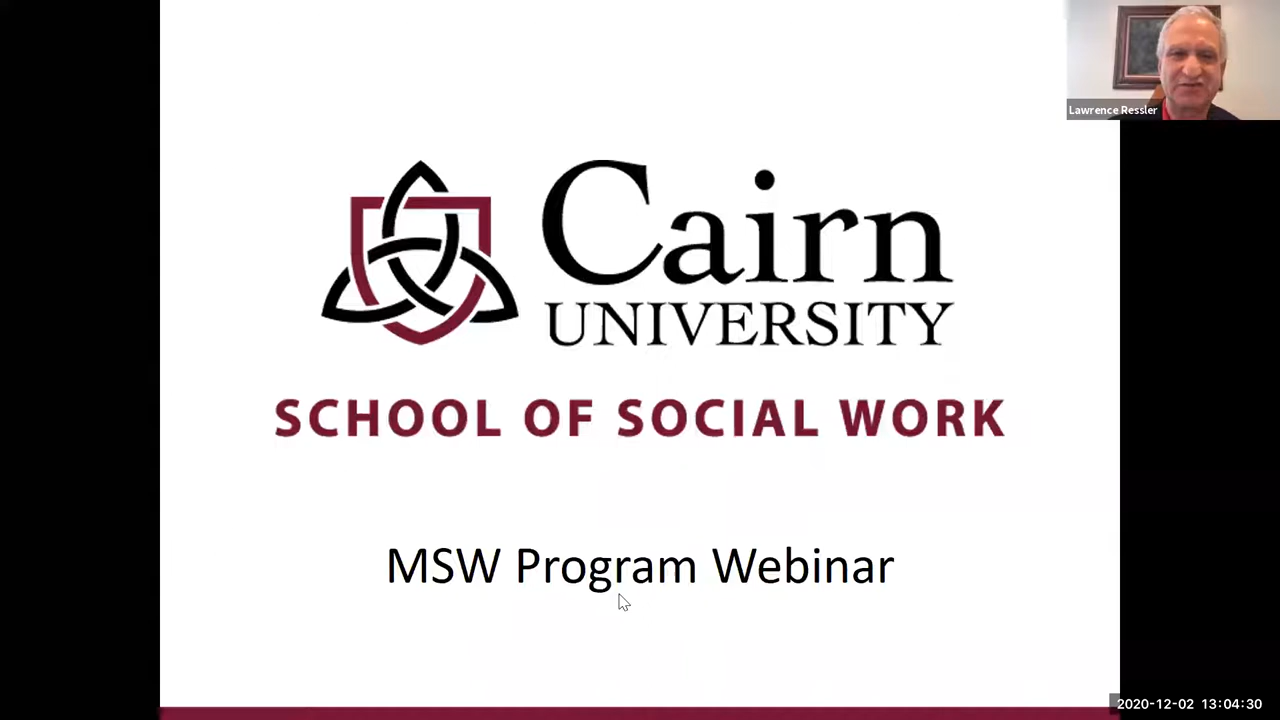 Lawrence Ressler
Cairn
UNIVERSITY
SCHOOL OF SOCIAL WORK
MSW Program Webinar
2020-12-02 13:04:30